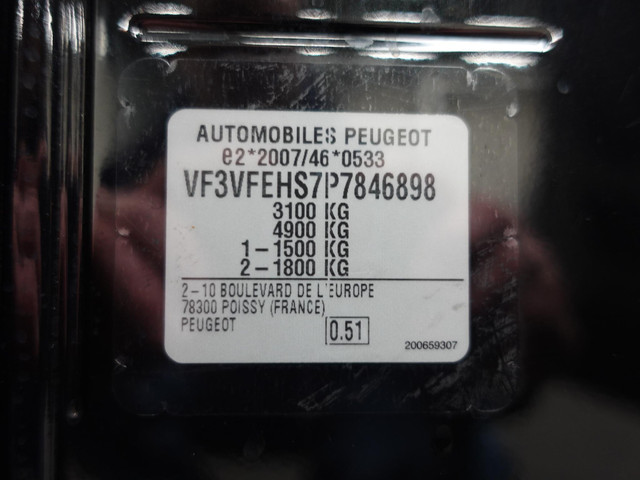 AUTOMOBILES PEUGEOT
e2*2007/46*0533
VF3VFEHS7P7846898
3100 KG
4900 KG
1-1500 KG
2-1800 KG
2-10 BOULEVARD DE L'EUROPE
78300 POISSY (FRANCE)
PEUGEOT
0.51
200659307